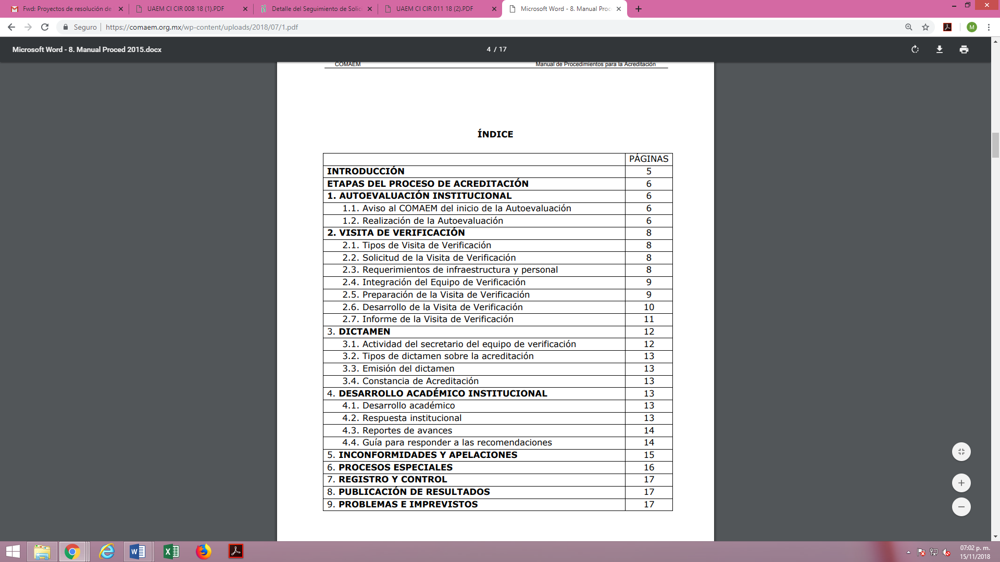 Fwd: Proyectos de resolución de
UAEM CI CIR 008 18 (1).PDF
Detalle del Seguimiento de Solic
UAEM CI CIR 011 18 (2).PDF
Microsoft Word - 8. Manual Proc
Seguro
https://comaem.org.mx/wp-content/uploads/2018/07/1.pdf
M
Microsoft Word - 8. Manual Proced 2015.docx
4 / 17
COMAEM Manual de Procedimientos para la Acreditación
ÍNDICE
PÁGINAS
INTRODUCCIÓN 5
ETAPAS DEL PROCESO DE ACREDITACIÓN 6
1. AUTOEVALUACIÓN INSTITUCIONAL 6
1.1. Aviso al COMAEM del inicio de la Autoevaluación 6
1.2. Realización de la Autoevaluación 6
2. VISITA DE VERIFICACIÓN 8
2.1. Tipos de Visita de Verificación 8
2.2. Solicitud de la Visita de Verificación 8
2.3. Requerimientos de infraestructura y personal 8
2.4. Integración del Equipo de Verificación 9
2.5. Preparación de la Visita de Verificación 9
2.6. Desarrollo de la Visita de Verificación 10
2.7. Informe de la Visita de Verificación 11
3. DICTAMEN 12
3.1. Actividad del secretario del equipo de verificación 12
3.2. Tipos de dictamen sobre la acreditación 13
3.3. Emisión del dictamen 13
3.4. Constancia de Acreditación 13
4. DESARROLLO ACADÉMICO INSTITUCIONAL 13
4.1. Desarrollo académico 13
4.2. Respuesta institucional 13
4.3. Reportes de avances 14
4.4. Guía para responder a las recomendaciones 14
5. INCONFORMIDADES Y APELACIONES 15
6. PROCESOS ESPECIALES 16
7. REGISTRO Y CONTROL 17
8. PUBLICACIÓN DE RESULTADOS 17
9. PROBLEMAS E IMPREVISTOS 17
07:02 p. m.
15/11/2018